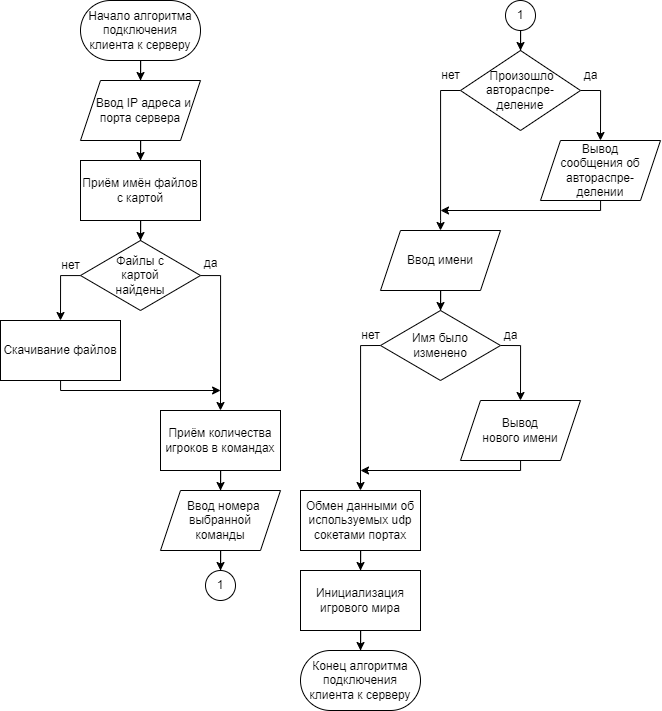 Начало алгоритма
подключения
клиента к серверу
Ввод IP адреса и
порта сервера
Приём имён файлов
с картой
Файлы с
картой
найдены
нет
да
Скачивание файлов
Приём количества
игроков в командах
Ввод номера
выбранной
команды
1
1
Произошло
автораспре-
деление
нет
да
Вывод
сообщения об
автораспре-
делении
Ввод имени
Имя было
изменено
нет
да
Вывод
нового имени
Обмен данными об
используемых udp
сокетами портах
Инициализация
игрового мира
Конец алгоритма
подключения
клиента к серверу